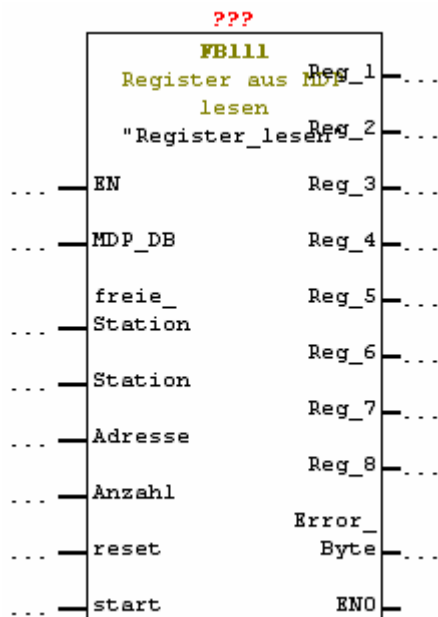 ???
FB111
Register aus MDP
lesen
"Register_lesen"
Reg_1
Reg_2
EN
Reg_3
MDP_DB
Reg_4
freie_
Station
Reg_5
Reg_6
Station
Reg_7
Adresse
Reg_8
Anzahl
Error_
Byte
reset
start
ENO